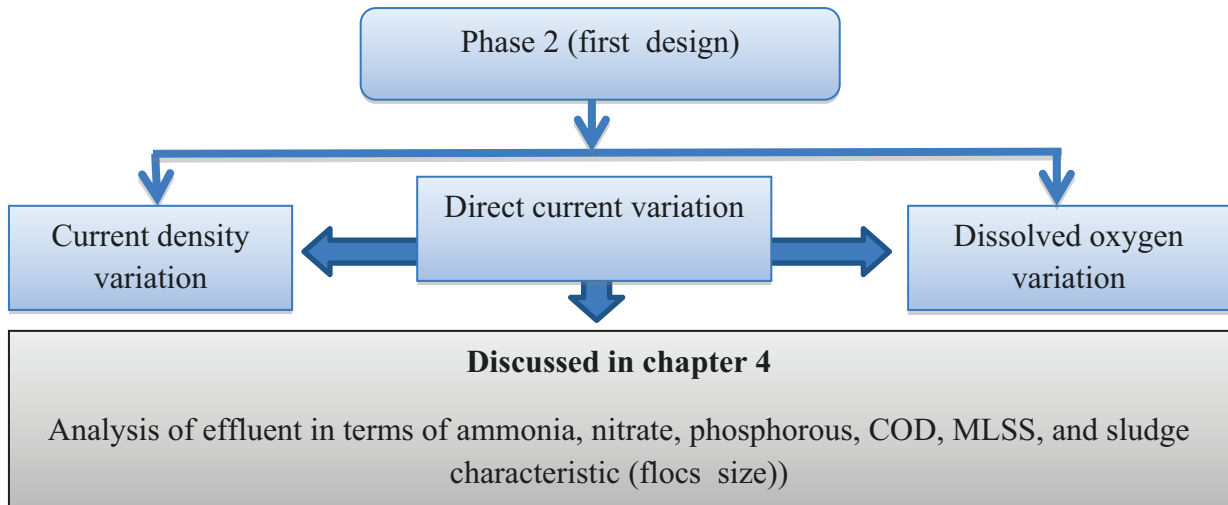 Phase 2 (first design)
Current density
variation
Direct current variation
Dissolved oxygen
variation
Discussed in chapter 4
Analysis of effluent in terms of ammonia, nitrate, phosphorous, COD, MLSS, and sludge
characteristic (flocs size))